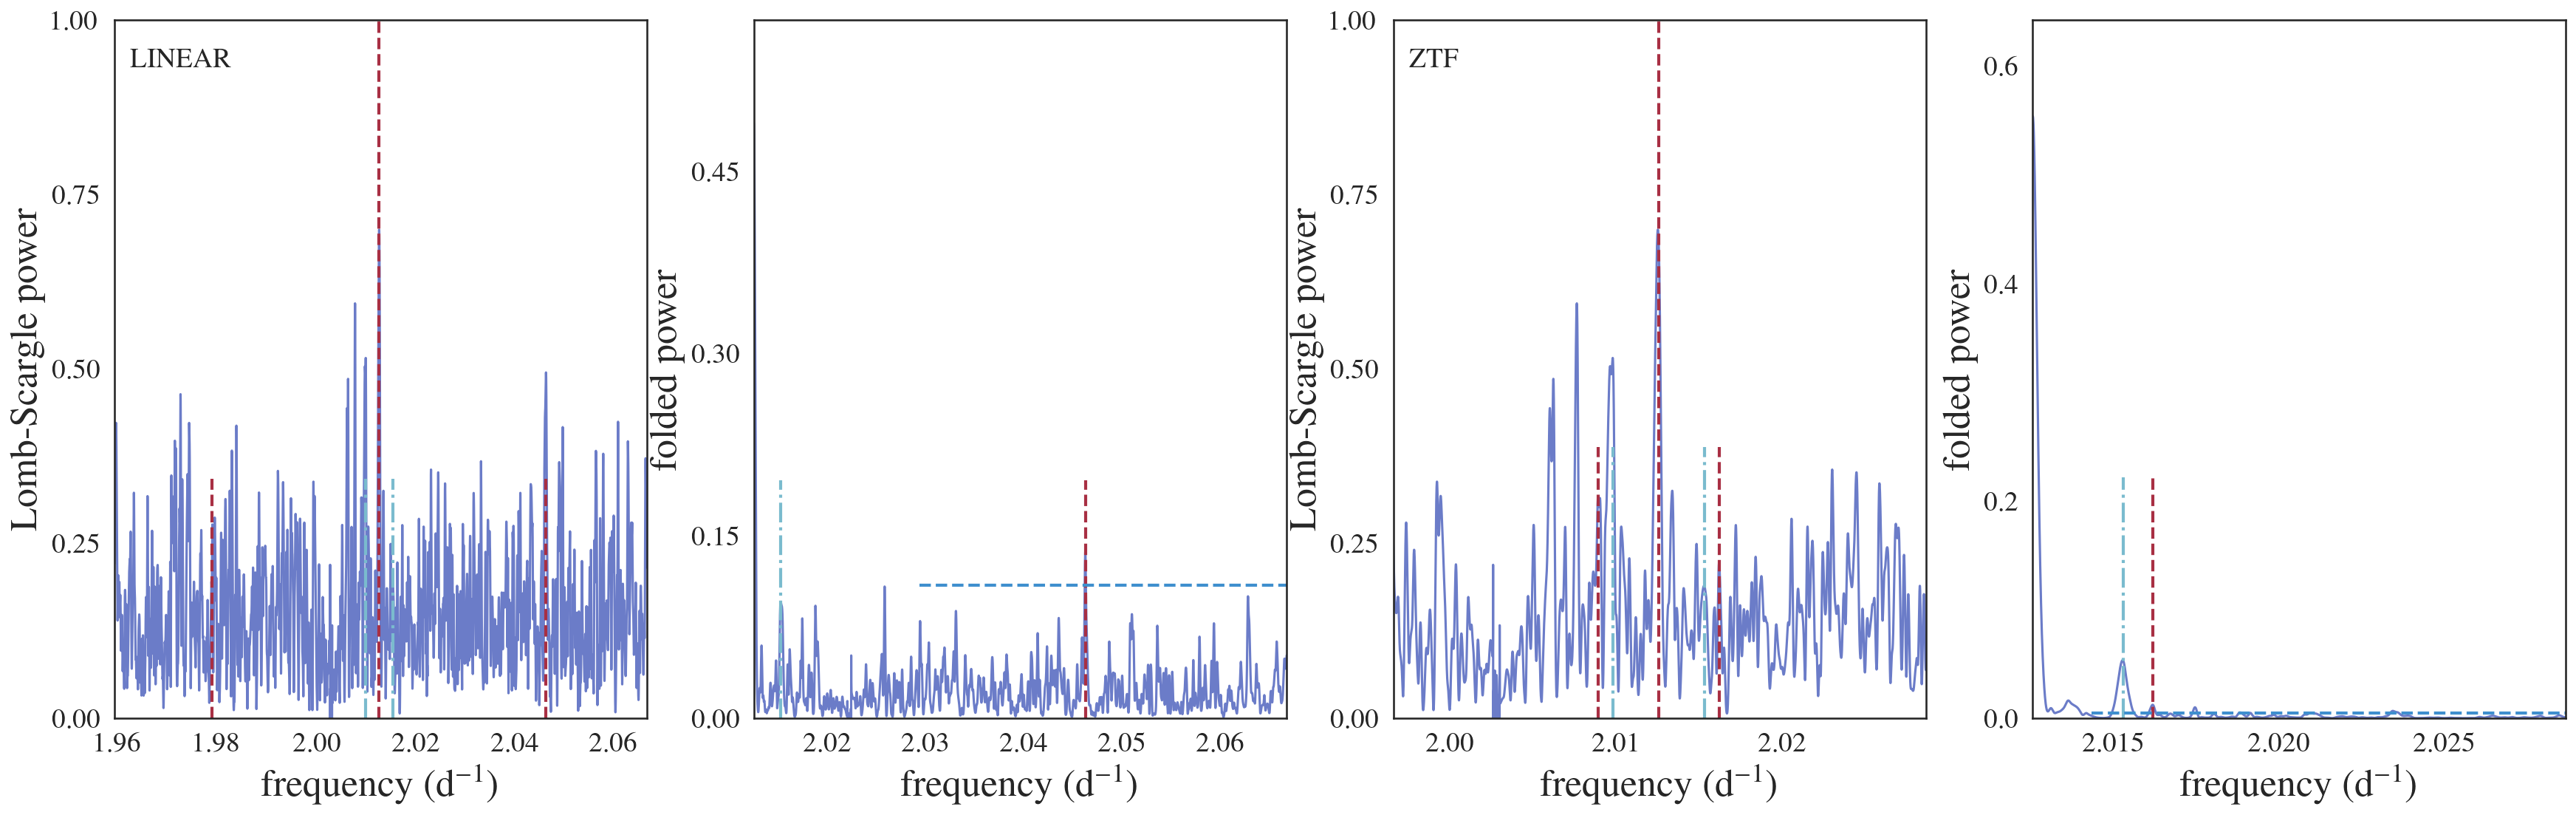 LINEAR
Lomb-Scargle power
1.00
0.75
0.50
0.25
0.00
1.96 1.98 2.00 2.02 2.04 2.06
frequency (d⁻¹)
folded power
0.45
0.30
0.15
0.00
2.02 2.03 2.04 2.05 2.06
frequency (d⁻¹)
ZTF
Lomb-Scargle power
1.00
0.75
0.50
0.25
0.00
2.00 2.01 2.02
frequency (d⁻¹)
folded power
0.6
0.4
0.2
0.0
2.015 2.020 2.025
frequency (d⁻¹)